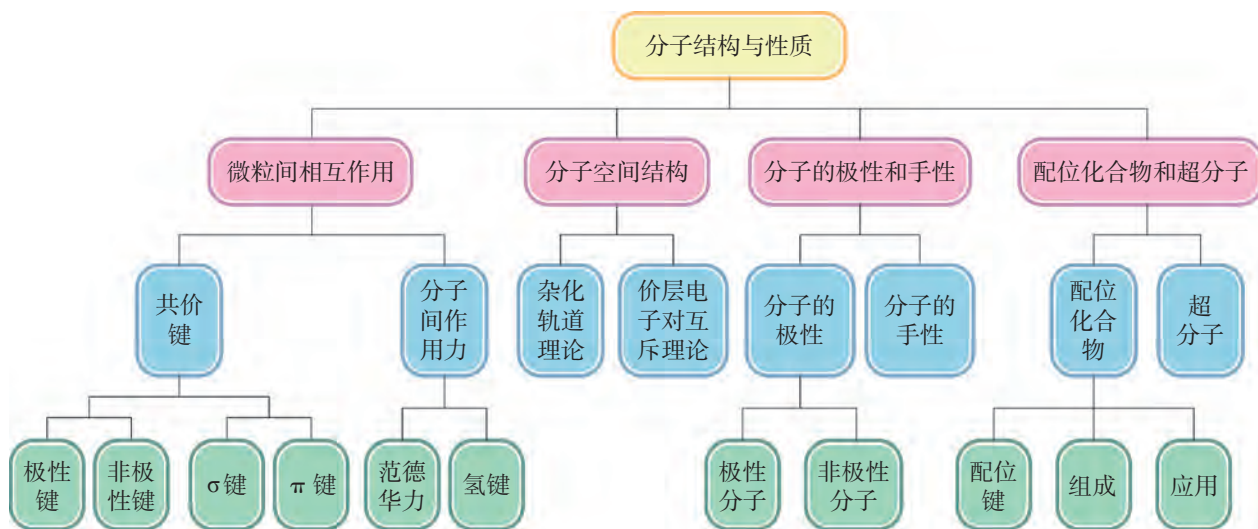 分子结构与性质
微粒间相互作用
分子空间结构
分子的极性和手性
配位化合物和超分子
共价
键
分子
间作
用力
杂化
轨道
理论
价层电
子对互
斥理论
分子的
极性
分子的
手性
配位
化合
物
超
分子
极性
键
非极
性键
σ键
π 键
范德
华力
氢键
极性
分子
非极性
分子
配位
键
组成
应用